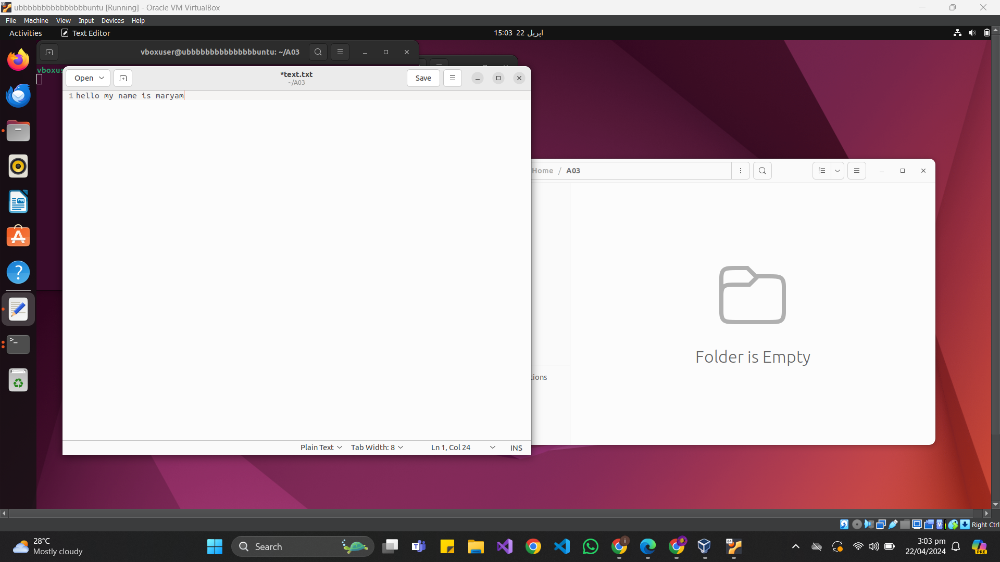 ubbbbbbbbbbbbbbbuntu [Running] - Oracle VM VirtualBox
File Machine View Input Devices Help
Activities Text Editor
15:03 22 اپریل
vboxuser@ubbbbbbbbbbbbbbbuntu: ~/A03
Open
*text.txt
~/A03
Save
1 hello my name is maryam
Home / A03
Folder is Empty
Plain Text Tab Width: 8 Ln 1, Col 24 INS
Right Ctrl
28°C
Mostly cloudy
Search
3:03 pm
22/04/2024
PRE